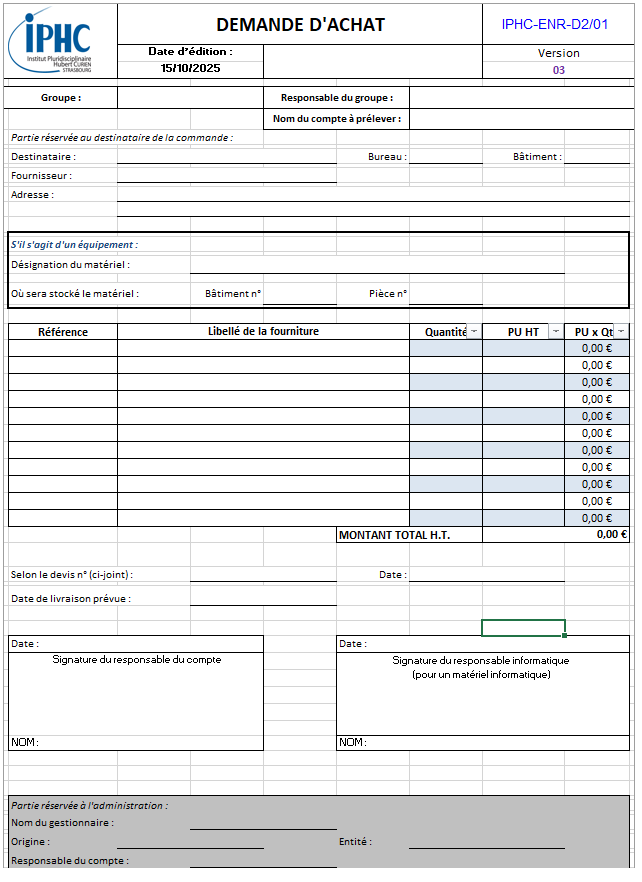 iPHC
Institut Pluridisciplinaire
Hubert CURIEN
STRASBOURG
DEMANDE D'ACHAT
IPHC-ENR-D2/01
Date d'édition :
15/10/2025
Version
03
Groupe :
Responsable du groupe :
Nom du compte à prélever :
Partie réservée au destinataire de la commande :
Destinataire : Bureau : Bâtiment :
Fournisseur :
Adresse :
S'il s'agit d'un équipement :
Désignation du matériel :
Où sera stocké le matériel : Bâtiment n° Pièce n°
Référence Libellé de la fourniture Quantité PU HT PU x Qt
0,00 €
0,00 €
0,00 €
0,00 €
0,00 €
0,00 €
0,00 €
0,00 €
0,00 €
0,00 €
0,00 €
MONTANT TOTAL H.T. 0,00 €
Selon le devis n° (ci-joint) : Date :
Date de livraison prévue :
Date :
Signature du responsable du compte
NOM :
Date :
Signature du responsable informatique
(pour un matériel informatique)
NOM :
Partie réservée à l'administration :
Nom du gestionnaire :
Origine : Entité :
Responsable du compte :